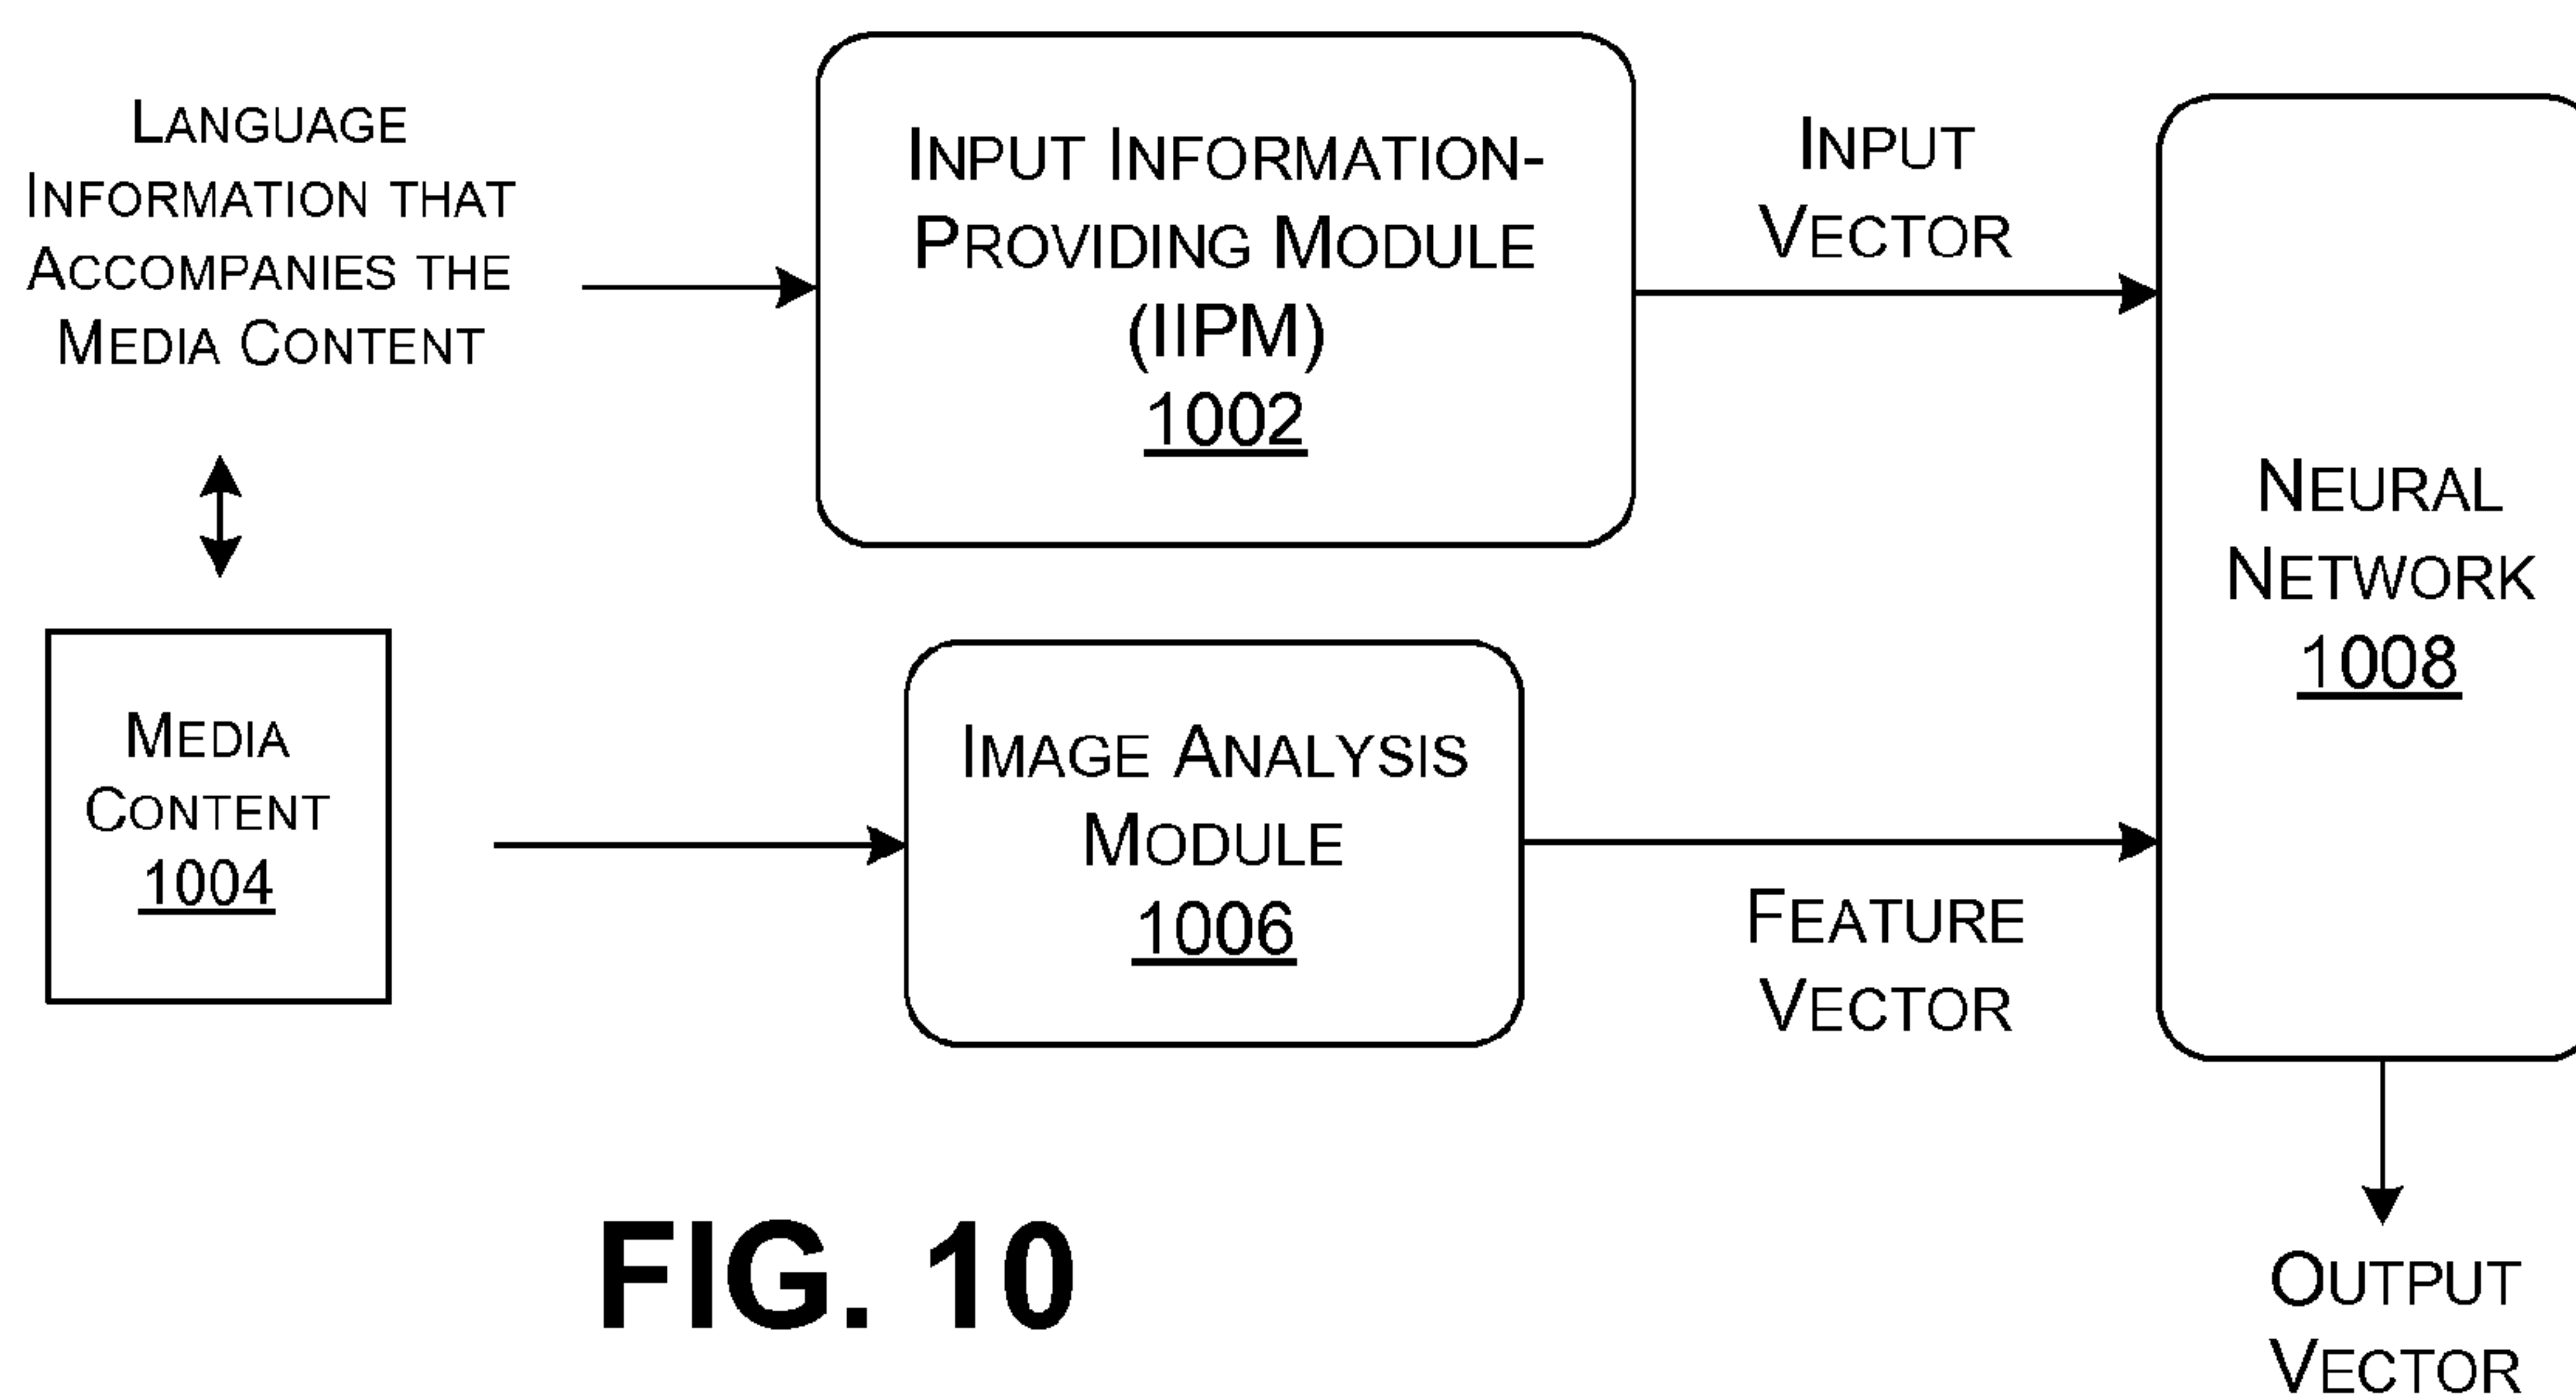 LANGUAGE
INFORMATION THAT
ACCOMPANIES THE
MEDIA CONTENT
INPUT INFORMATION-
PROVIDING MODULE
(IIPM)
1002
INPUT
VECTOR
MEDIA
CONTENT
1004
IMAGE ANALYSIS
MODULE
1006
FEATURE
VECTOR
NEURAL
NETWORK
1008
OUTPUT
VECTOR
FIG. 10